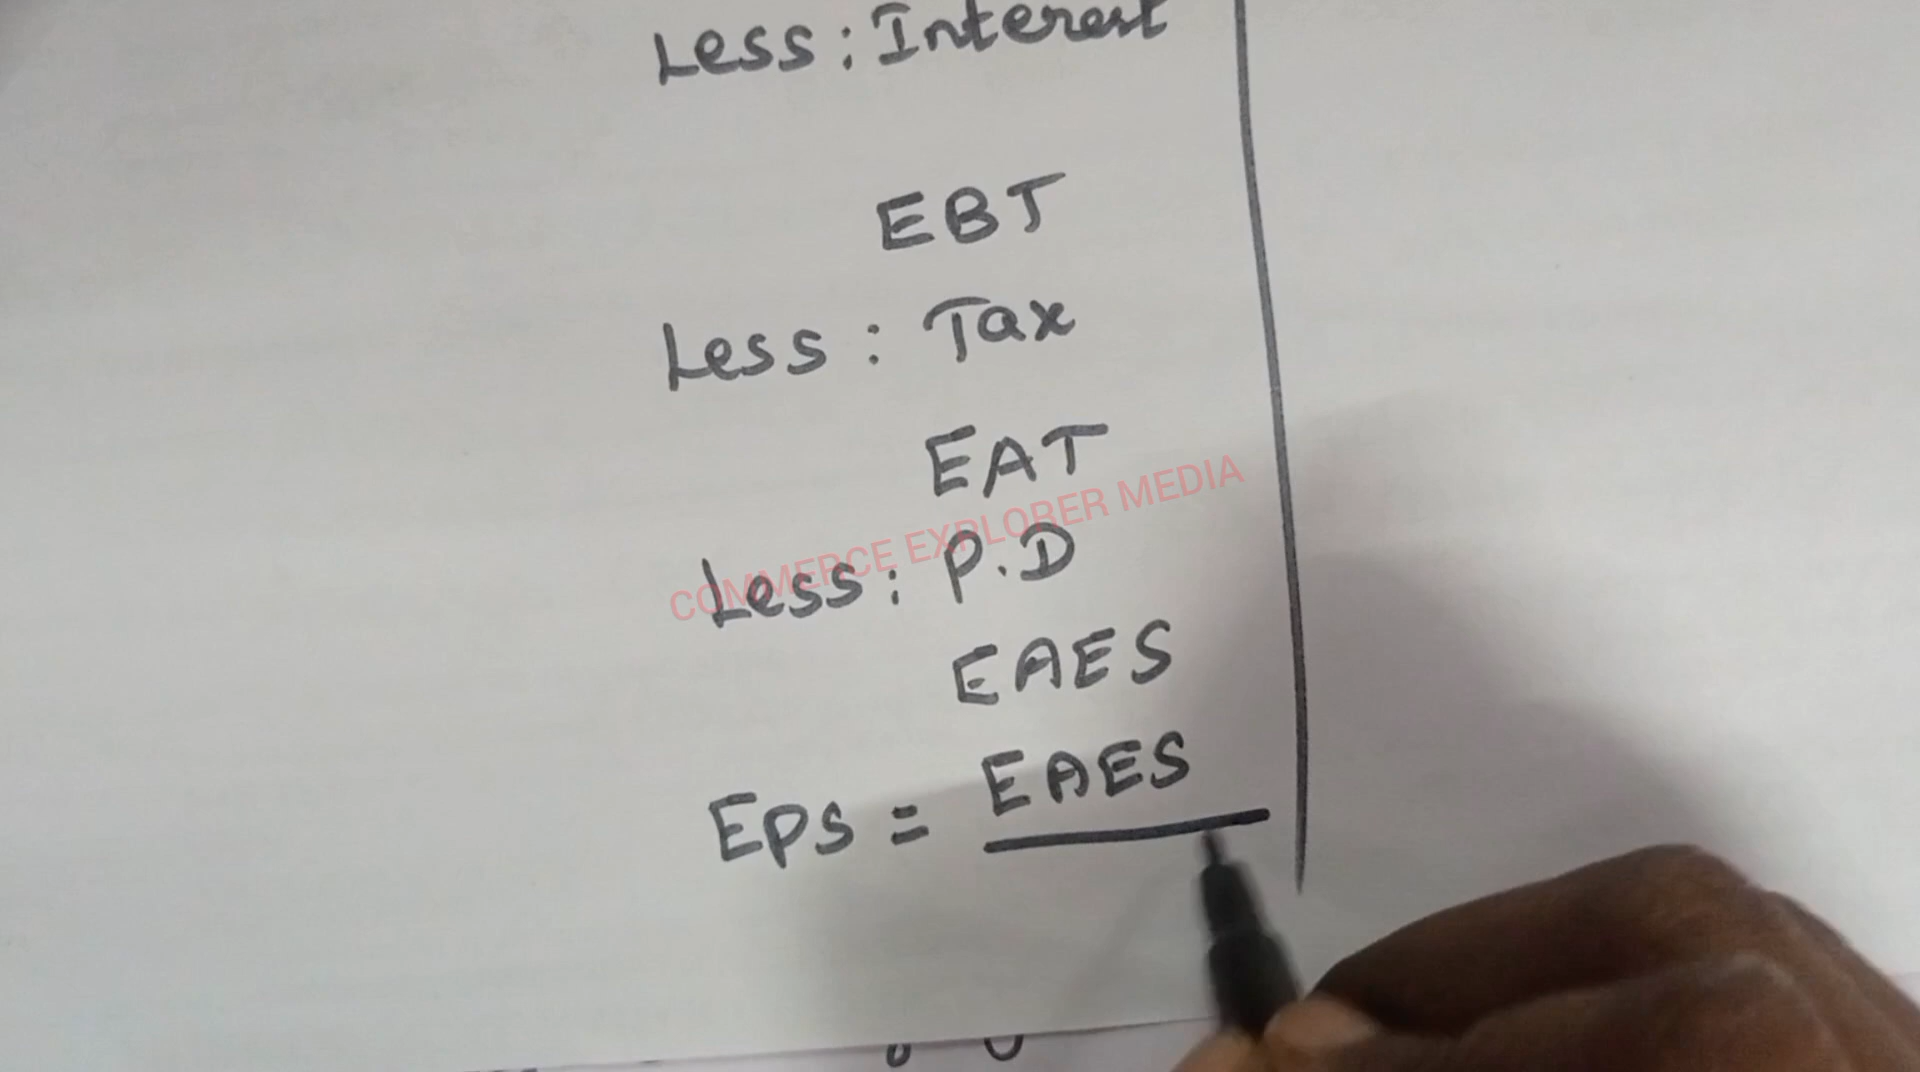 Less: Interest
EBT
Less: Tax
EAT
COMMERCE EXPLORER MEDIA
Less: P.D
EAES
Eps = EAES